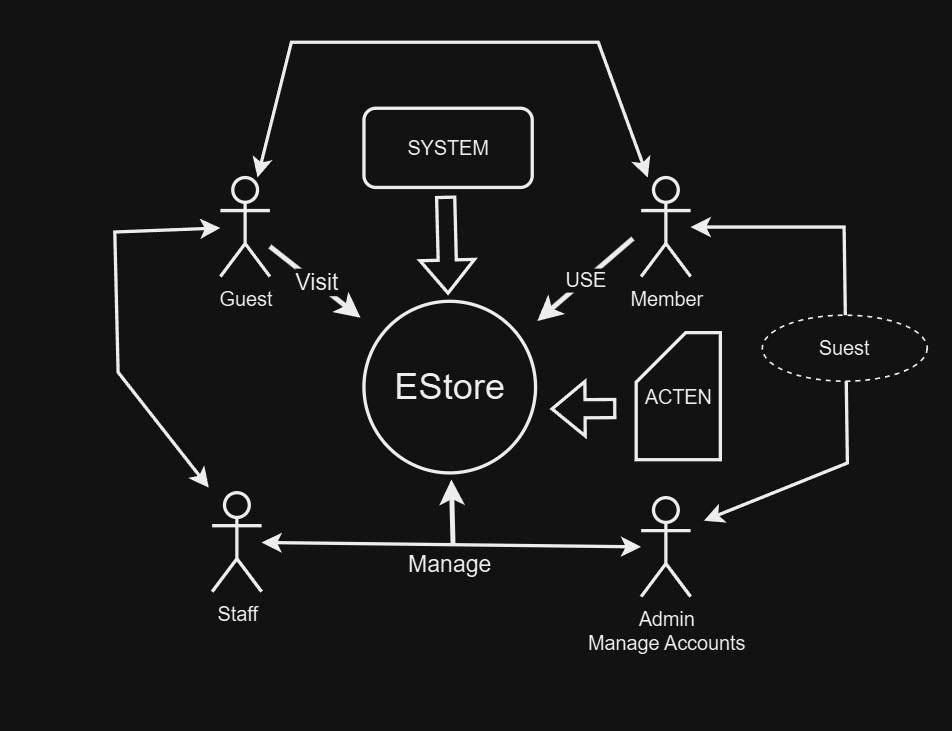 SYSTEM
Guest
Visit
USE
Member
EStore
ACTEN
Suest
Manage
Staff
Admin
Manage Accounts